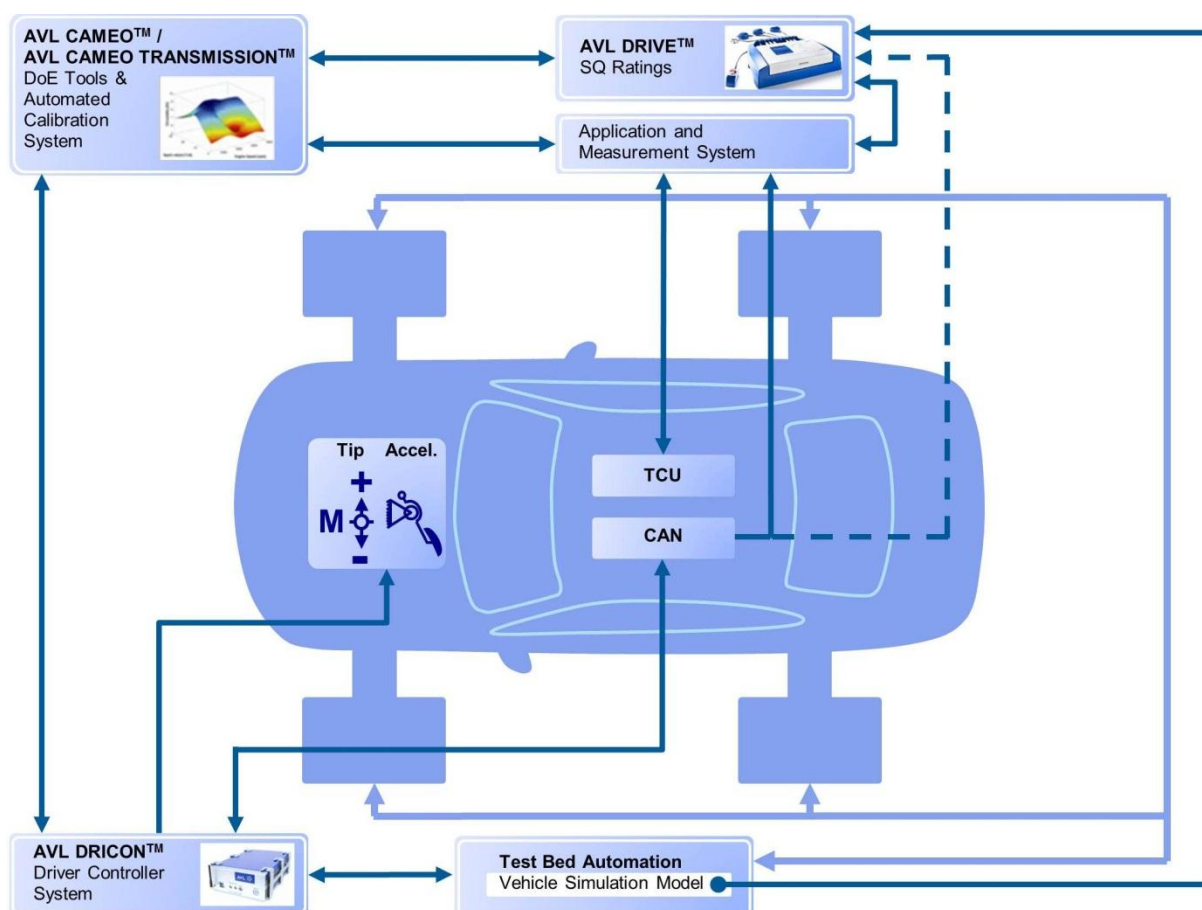 AVL CAMEO™ /
AVL CAMEO TRANSMISSION™
DoE Tools &
Automated
Calibration
System
AVL DRIVE™
SQ Ratings
Application and
Measurement System
Tip Accel.
+
M
-
TCU
CAN
AVL DRICON™
Driver Controller
System
Test Bed Automation
Vehicle Simulation Model